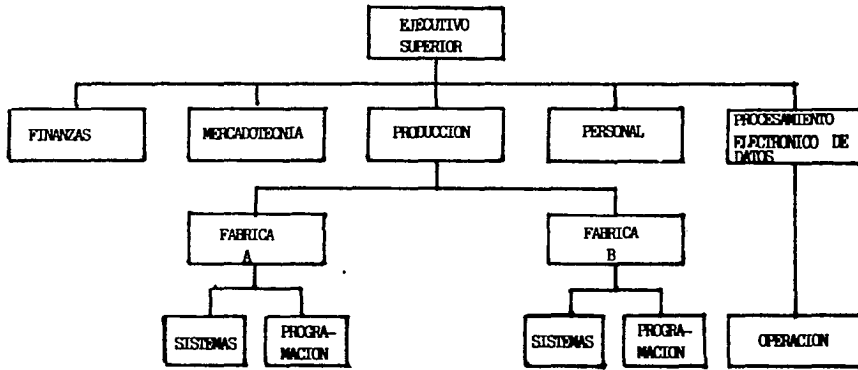 EJECUTIVO
SUPERIOR
FINANZAS
MERCADOTECNIA
PRODUCCION
PERSONAL
PROCESAMIENTO
ELECTRONICO DE
DATOS
FABRICA
A
FABRICA
B
SISTEMAS
PROGRA-
MACION
SISTEMAS
PROGRA-
MACION
OPERACION